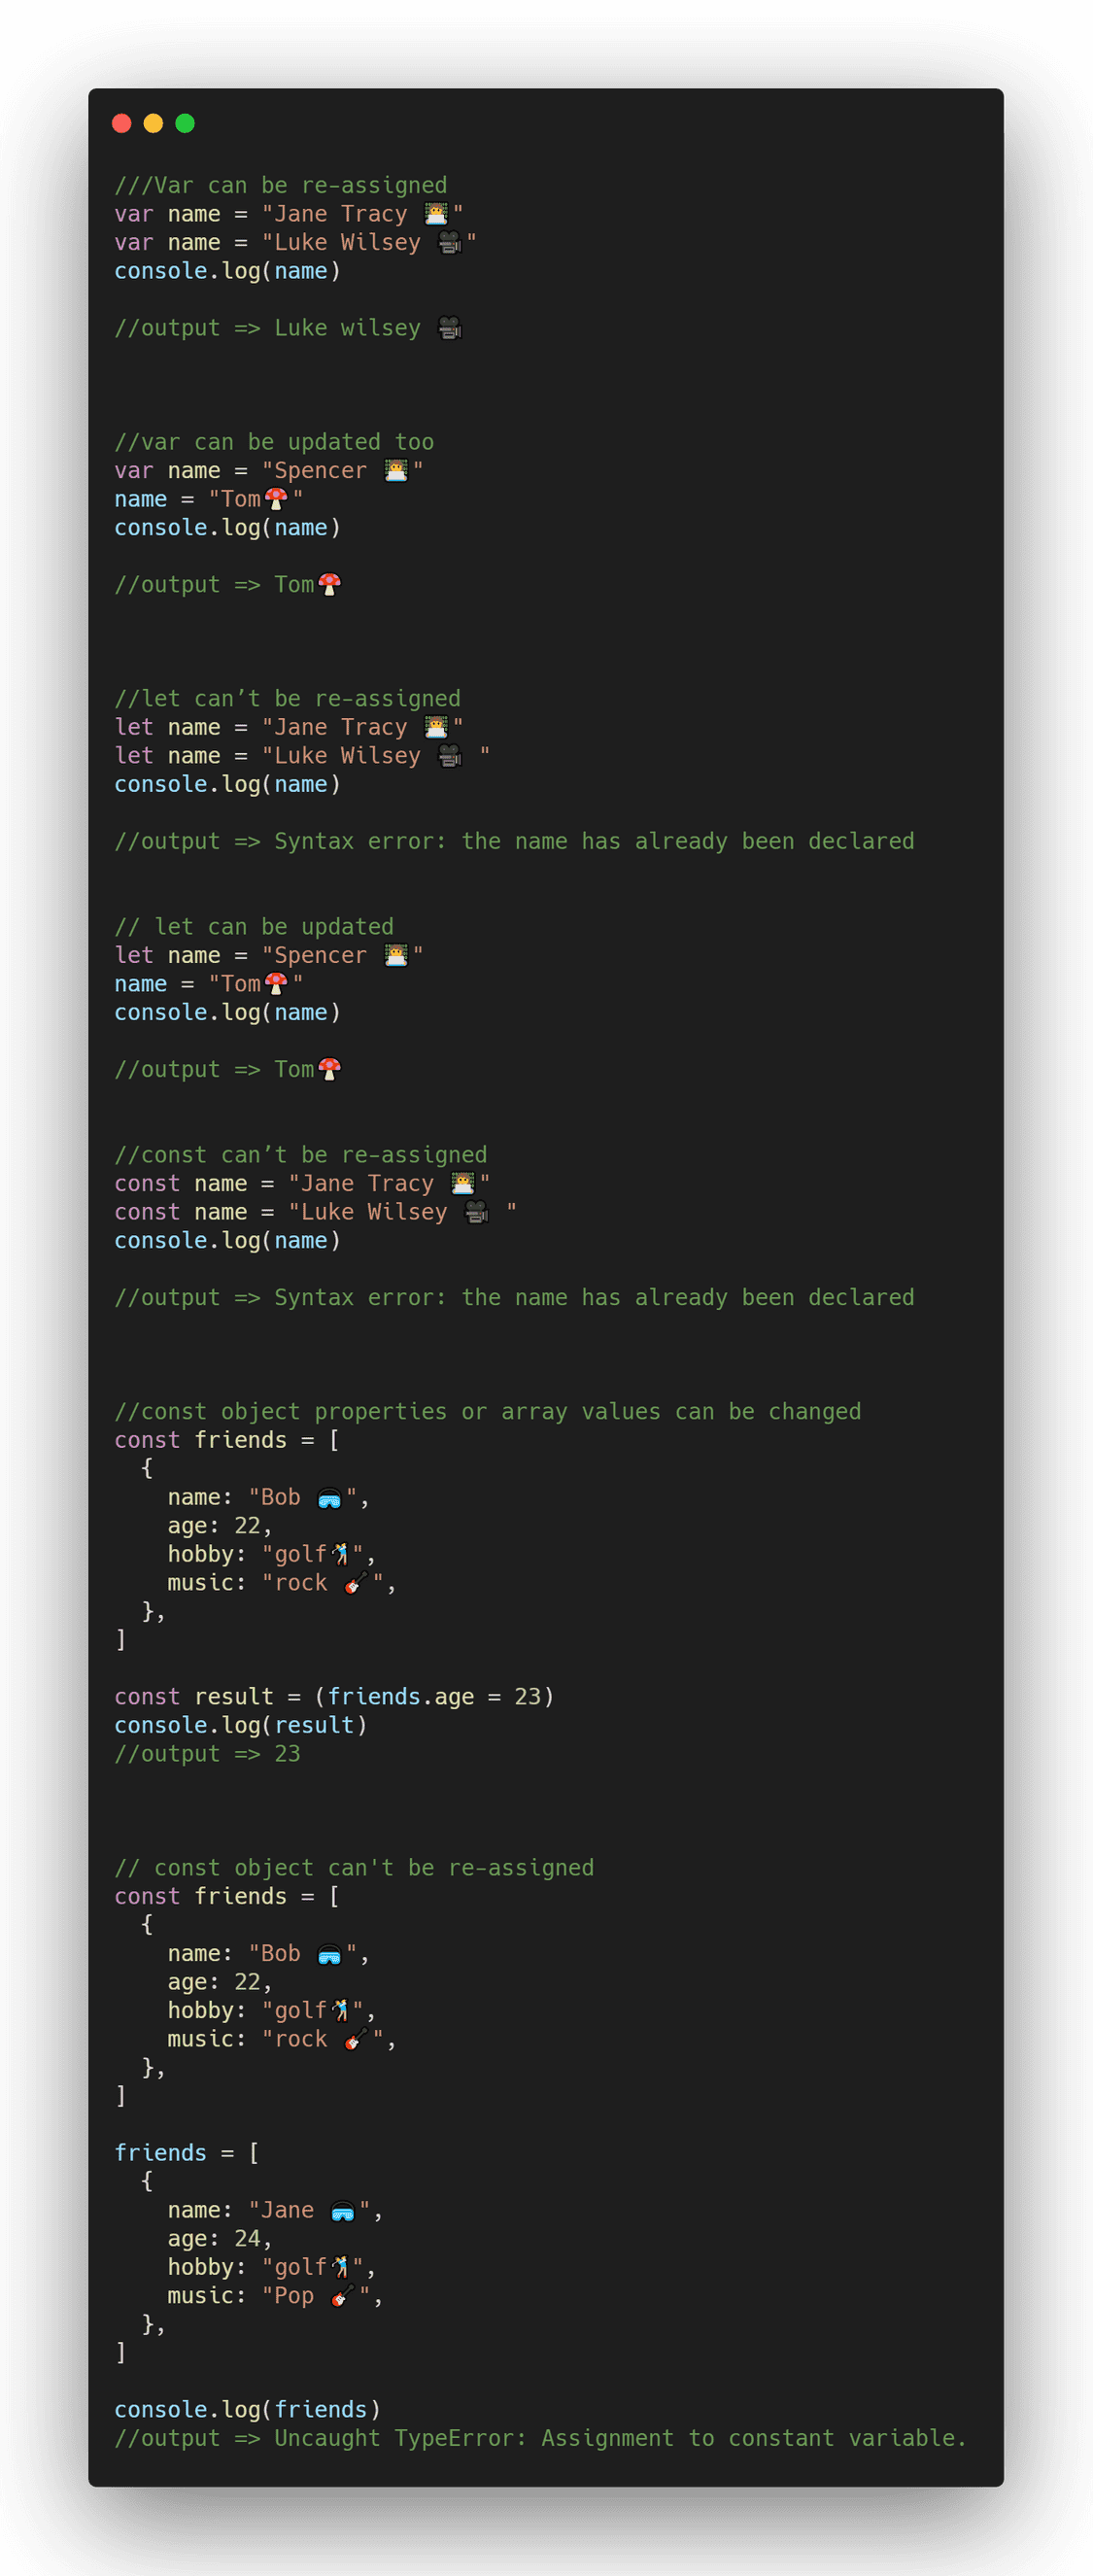 ///Var can be re-assigned
var name = "Jane Tracy 👨‍💻"
var name = "Luke Wilsey 🎥"
console.log(name)
//output => Luke wilsey 🎥
//var can be updated too
var name = "Spencer 👨‍💻"
name = "Tom🍄"
console.log(name)
//output => Tom🍄
//let can’t be re-assigned
let name = "Jane Tracy 👨‍💻"
let name = "Luke Wilsey 🎥 "
console.log(name)
//output => Syntax error: the name has already been declared
// let can be updated
let name = "Spencer 👨‍💻"
name = "Tom🍄"
console.log(name)
//output => Tom🍄
//const can’t be re-assigned
const name = "Jane Tracy 👨‍💻"
const name = "Luke Wilsey 🎥 "
console.log(name)
//output => Syntax error: the name has already been declared
//const object properties or array values can be changed
const friends = [
  {
    name: "Bob 🥽",
    age: 22,
    hobby: "golf🏌",
    music: "rock 🎸",
  },
]
const result = (friends.age = 23)
console.log(result)
//output => 23
// const object can't be re-assigned
const friends = [
  {
    name: "Bob 🥽",
    age: 22,
    hobby: "golf🏌",
    music: "rock 🎸",
  },
]
friends = [
  {
    name: "Jane 🥽",
    age: 24,
    hobby: "golf🏌",
    music: "Pop 🎸",
  },
]
console.log(friends)
//output => Uncaught TypeError: Assignment to constant variable.